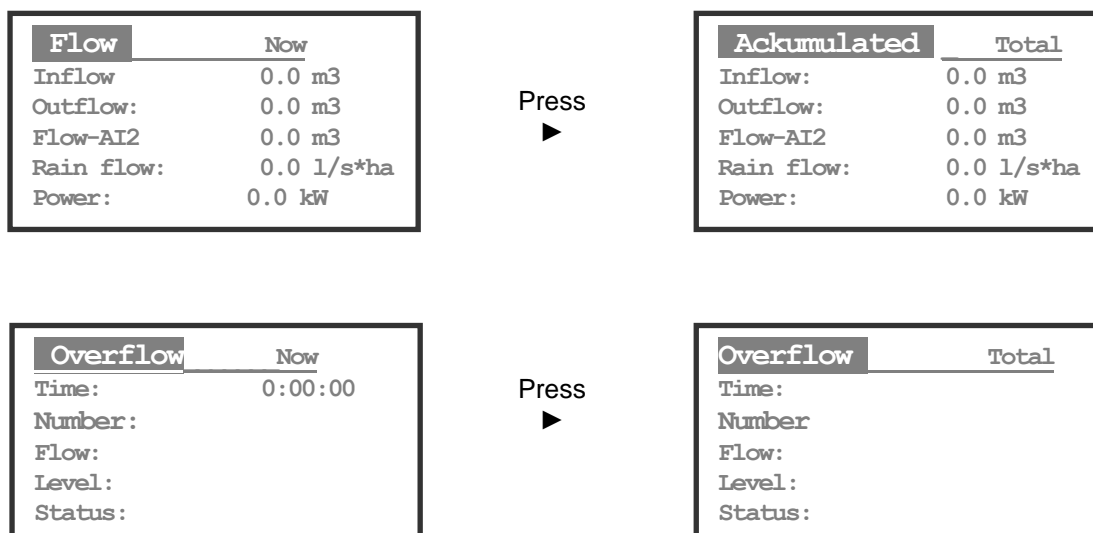 Flow Now
Inflow 0.0 m3
Outflow: 0.0 m3
Flow-AI2 0.0 m3
Rain flow: 0.0 l/s*ha
Power: 0.0 kW
Press
►
Ackumulated _ Total
Inflow: 0.0 m3
Outflow: 0.0 m3
Flow-AI2 0.0 m3
Rain flow: 0.0 l/s*ha
Power: 0.0 kW
Overflow Now
Time: 0:00:00
Number:
Flow:
Level:
Status:
Press
►
Overflow Total
Time:
Number
Flow:
Level:
Status: